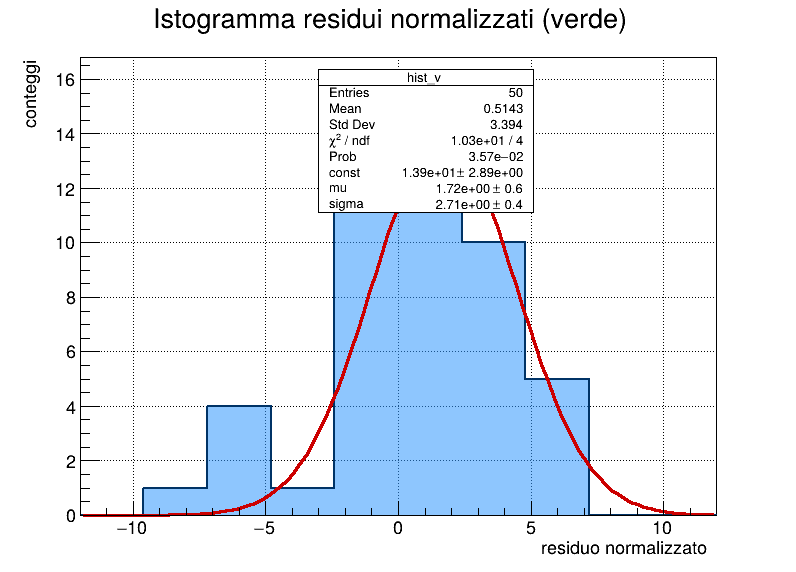 Istogramma residui normalizzati (verde)
conteggi
hist_v
Entries 50
Mean 0.5143
Std Dev 3.394
χ² / ndf 1.03e+01 / 4
Prob 3.57e−02
const 1.39e+01± 2.89e+00
mu 1.72e+00 ± 0.6
sigma 2.71e+00 ± 0.4
16
14
12
10
8
6
4
2
0
−10 −5 0 5 10
residuo normalizzato